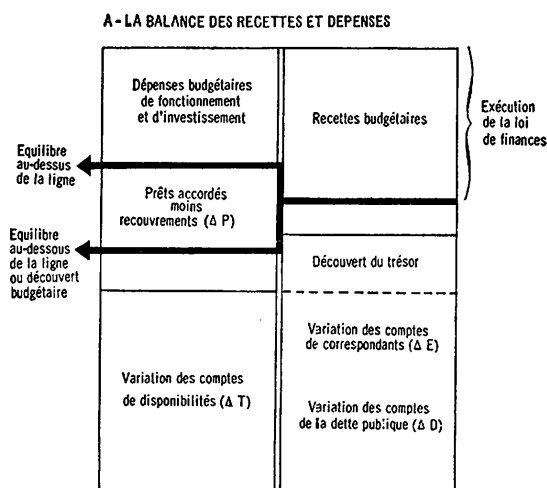 A - LA BALANCE DES RECETTES ET DEPENSES
Dépenses budgétaires
de fonctionnement
et d'investissement
Recettes budgétaires
Exécution
de la loi
de finances
Equilibre
au-dessus
de la ligne
Prêts accordés
moins
recouvrements (Δ P)
Equilibre
au-dessous
de la ligne
ou découvert
budgétaire
Découvert du trésor
Variation des comptes
de correspondants (Δ E)
Variation des comptes
de disponibilités (Δ T)
Variation des comptes
de la dette publique (Δ D)